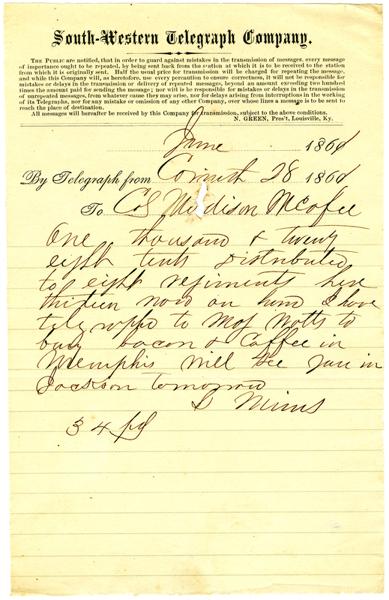 South-Western Telegraph Company.
THE PUBLIC are notified, that in order to guard against mistakes in the transmission of messages, every message
of importance ought to be repeated, by being sent back from the station at which it is to be received to the station
from which it is originally sent. Half the usual price for transmission will be charged for repeating the message,
and while this Company will, as heretofore, use every precaution to ensure correctness, it will not be responsible for
mistakes or delays in the transmission or delivery of repeated messages, beyond an amount exceeding two hundred
times the amount paid for sending the message; nor will it be responsible for mistakes or delays in the transmission
of unrepeated messages, from whatever cause they may arise, nor for delays arising from interruptions in the working
of its Telegraphs, nor for any mistake or omission of any other Company, over whose lines a message is to be sent to
reach the place of destination.
All messages will hereafter be received by this Company for transmission, subject to the above conditions.
N. GREEN, Pres't, Louisville, Ky.
June 1861
By Telegraph from Corinth 28 1861
To Col Madison McAfee
One thousand & twenty
eight tents distributed
to eight regiments here
thirteen now on hand I have
telegraphed to Maj Watts to
buy bacon & Coffee in
Memphis will see you in
Jackson tomorrow
L Mims
34 pd